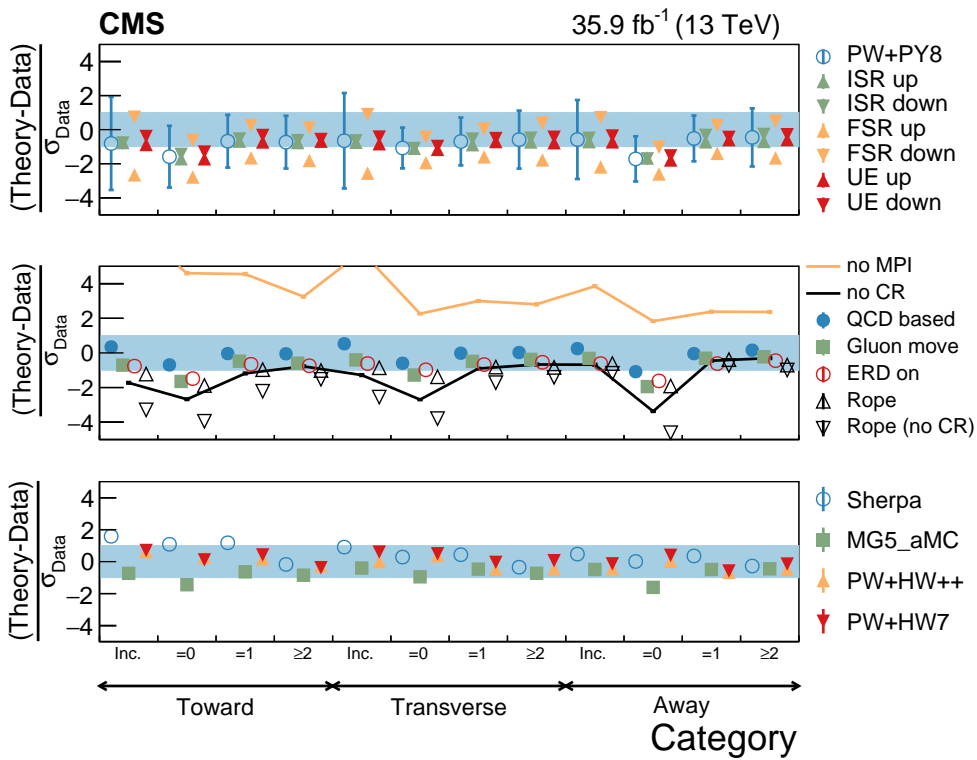 CMS 35.9 fb⁻¹ (13 TeV)
(Theory-Data)
σData
4
2
0
−2
−4
PW+PY8
ISR up
ISR down
FSR up
FSR down
UE up
UE down
(Theory-Data)
σData
4
2
0
−2
−4
no MPI
no CR
QCD based
Gluon move
ERD on
Rope
Rope (no CR)
(Theory-Data)
σData
4
2
0
−2
−4
Sherpa
MG5_aMC
PW+HW++
PW+HW7
Inc. =0 =1 ≥2 Inc. =0 =1 ≥2 Inc. =0 =1 ≥2
Toward Transverse Away
Category